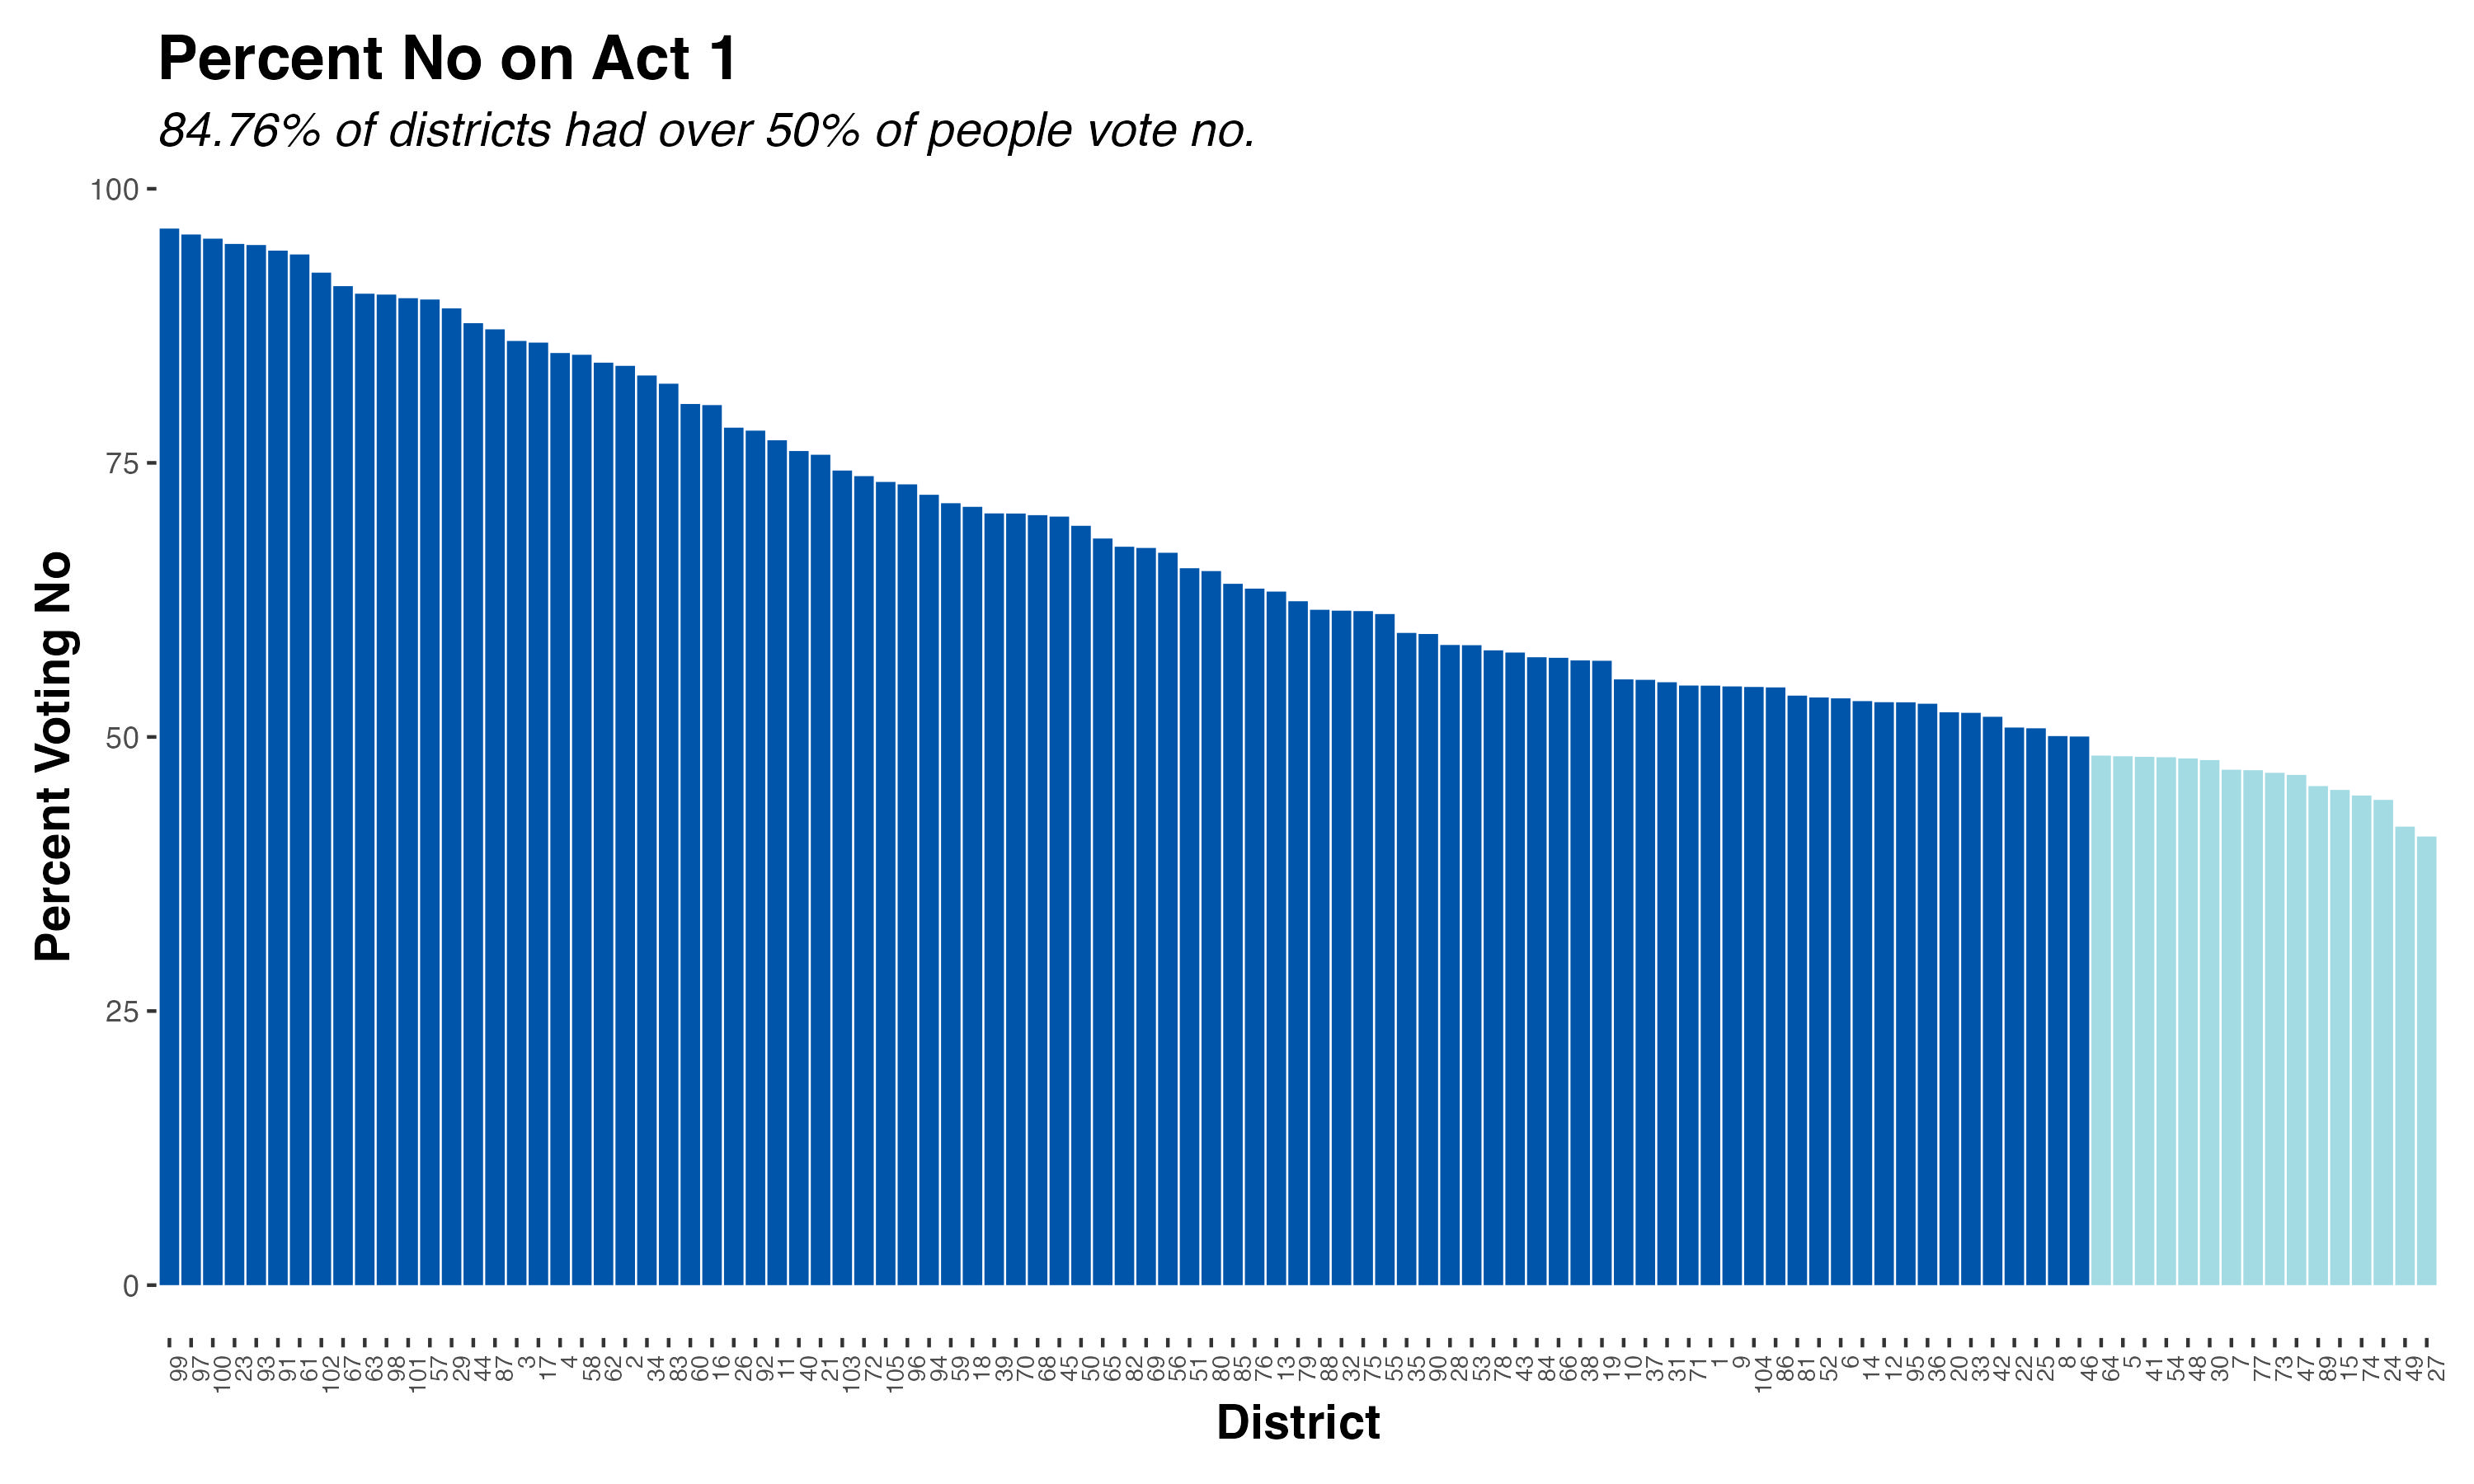 Percent No on Act 1
84.76% of districts had over 50% of people vote no.
Percent Voting No
100
75
50
25
0
99 97 100 23 93 91 61 102 67 63 98 101 57 29 44 87 3 17 4 58 62 2 34 83 60 16 26 92 11 40 21 103 72 105 96 94 59 18 39 70 68 45 50 65 82 69 56 51 80 85 76 13 79 88 32 75 55 35 90 28 53 78 43 84 66 38 19 10 37 31 71 1 9 104 86 81 52 6 14 12 95 36 20 33 42 22 25 8 46 64 5 41 54 48 30 7 77 73 47 89 15 74 24 49 27
District